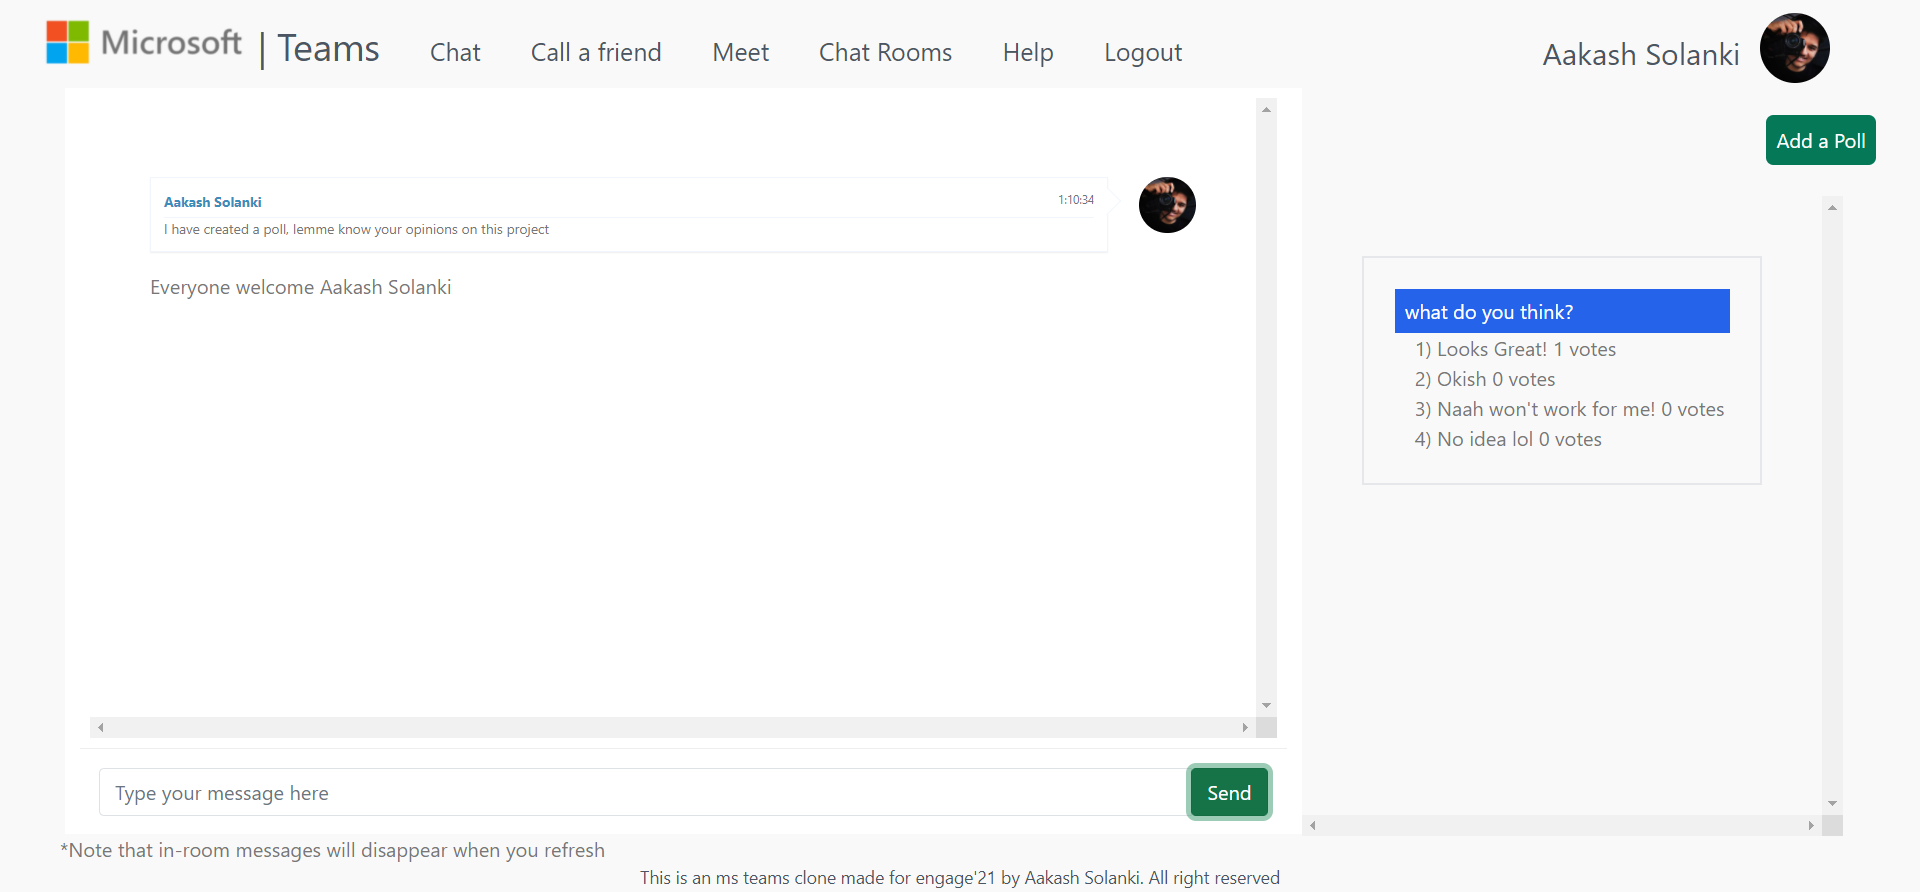 Microsoft | Teams Chat Call a friend Meet Chat Rooms Help Logout Aakash Solanki
Add a Poll
Aakash Solanki 1:10:34
I have created a poll, lemme know your opinions on this project
Everyone welcome Aakash Solanki
what do you think?
1) Looks Great! 1 votes
2) Okish 0 votes
3) Naah won't work for me! 0 votes
4) No idea lol 0 votes
Type your message here Send
*Note that in-room messages will disappear when you refresh
This is an ms teams clone made for engage'21 by Aakash Solanki. All right reserved